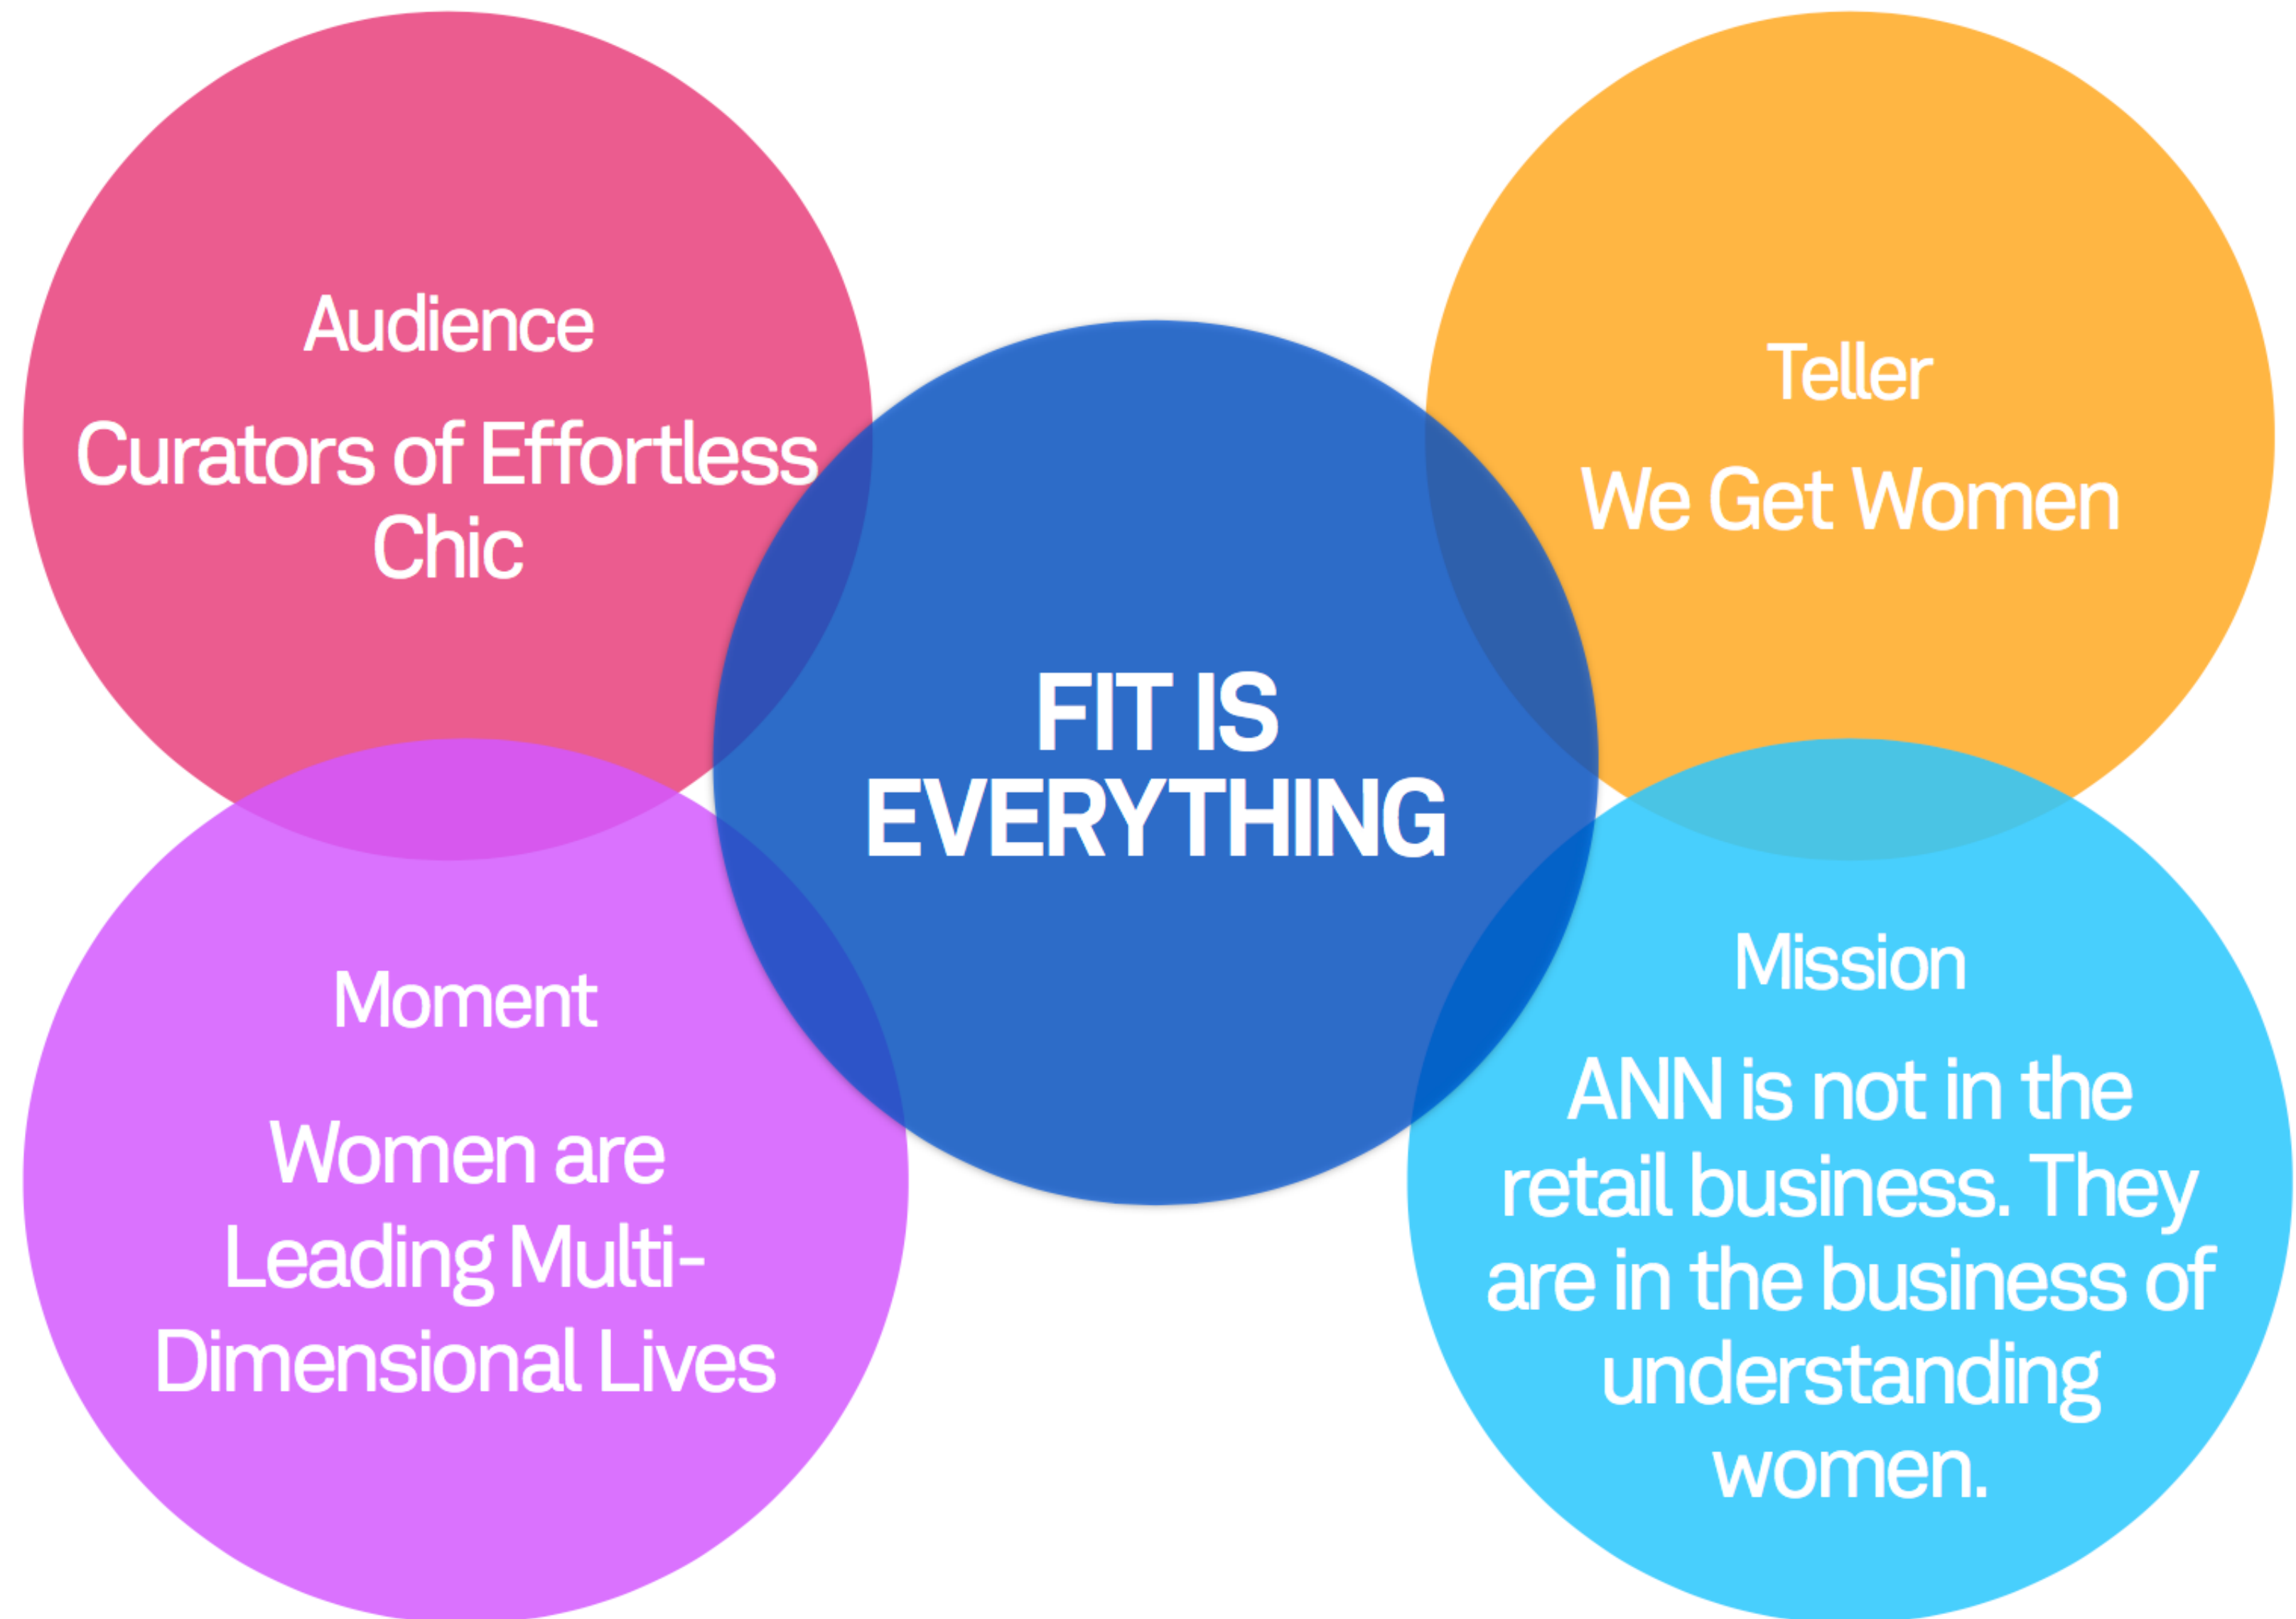 Audience
Curators of Effortless
Chic
Teller
We Get Women
FIT IS
EVERYTHING
Moment
Women are
Leading Multi-
Dimensional Lives
Mission
ANN is not in the
retail business. They
are in the business of
understanding
women.